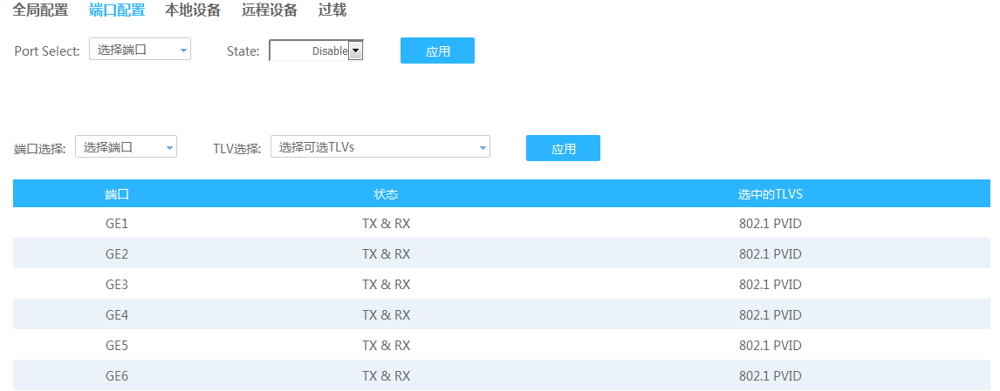 全局配置 端口配置 本地设备 远程设备 过载
Port Select: 选择端口 State: Disable 应用
端口选择: 选择端口 TLV选择: 选择可选TLVs 应用
端口 状态 选中的TLVS
GE1 TX & RX 802.1 PVID
GE2 TX & RX 802.1 PVID
GE3 TX & RX 802.1 PVID
GE4 TX & RX 802.1 PVID
GE5 TX & RX 802.1 PVID
GE6 TX & RX 802.1 PVID